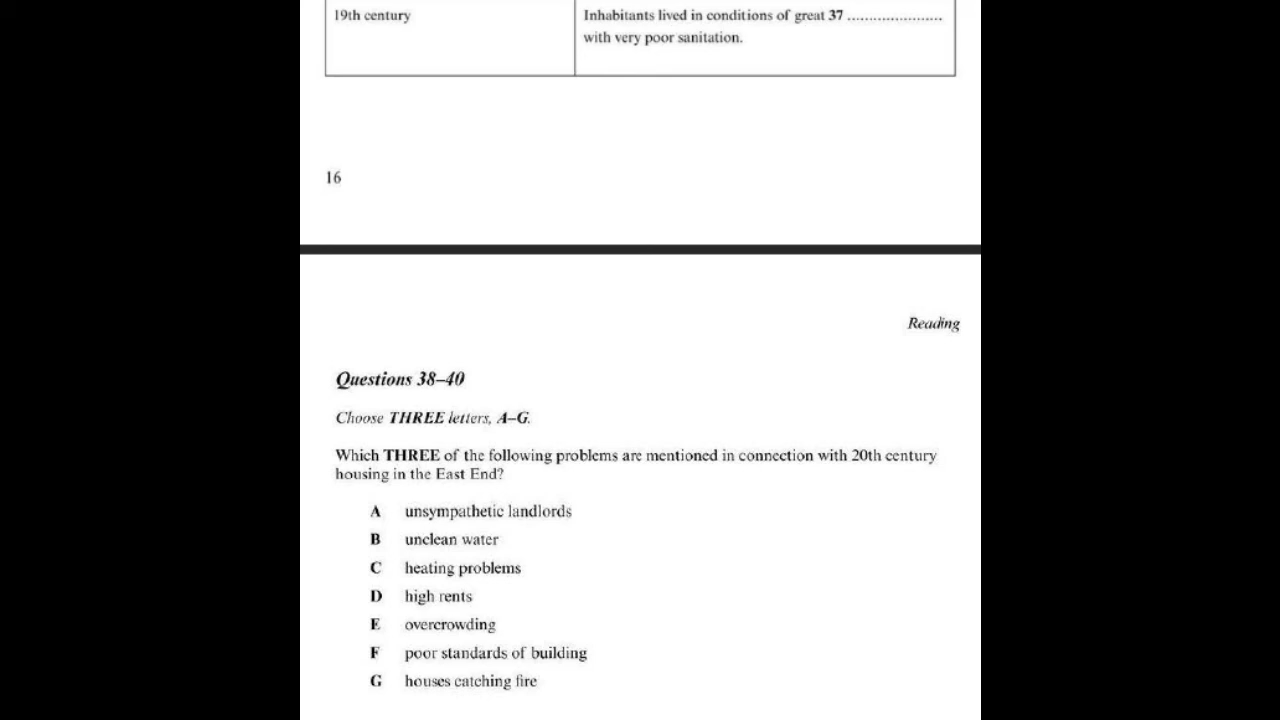 19th century
Inhabitants lived in conditions of great 37 ......................
with very poor sanitation.
16
Reading
Questions 38–40
Choose THREE letters, A–G.
Which THREE of the following problems are mentioned in connection with 20th century
housing in the East End?
A unsympathetic landlords
B unclean water
C heating problems
D high rents
E overcrowding
F poor standards of building
G houses catching fire